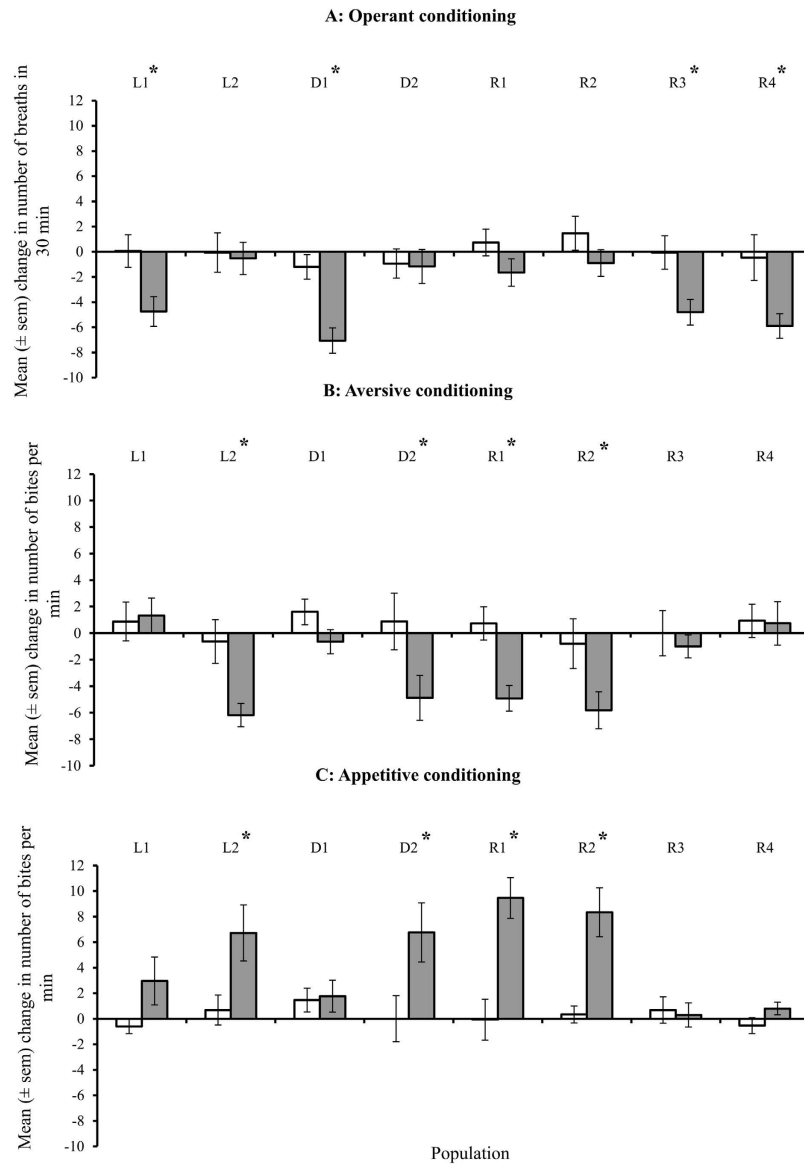 A: Operant conditioning
L1* L2 D1* D2 R1 R2 R3* R4*
Mean (± sem) change in number of breaths in
30 min
12
10
8
6
4
2
0
-2
-4
-6
-8
-10
B: Aversive conditioning
L1 L2* D1 D2* R1* R2* R3 R4
Mean (± sem) change in number of bites per
min
12
10
8
6
4
2
0
-2
-4
-6
-8
-10
C: Appetitive conditioning
L1 L2* D1 D2* R1* R2* R3 R4
Mean (± sem) change in number of bites per
min
12
10
8
6
4
2
0
-2
-4
-6
-8
-10
Population